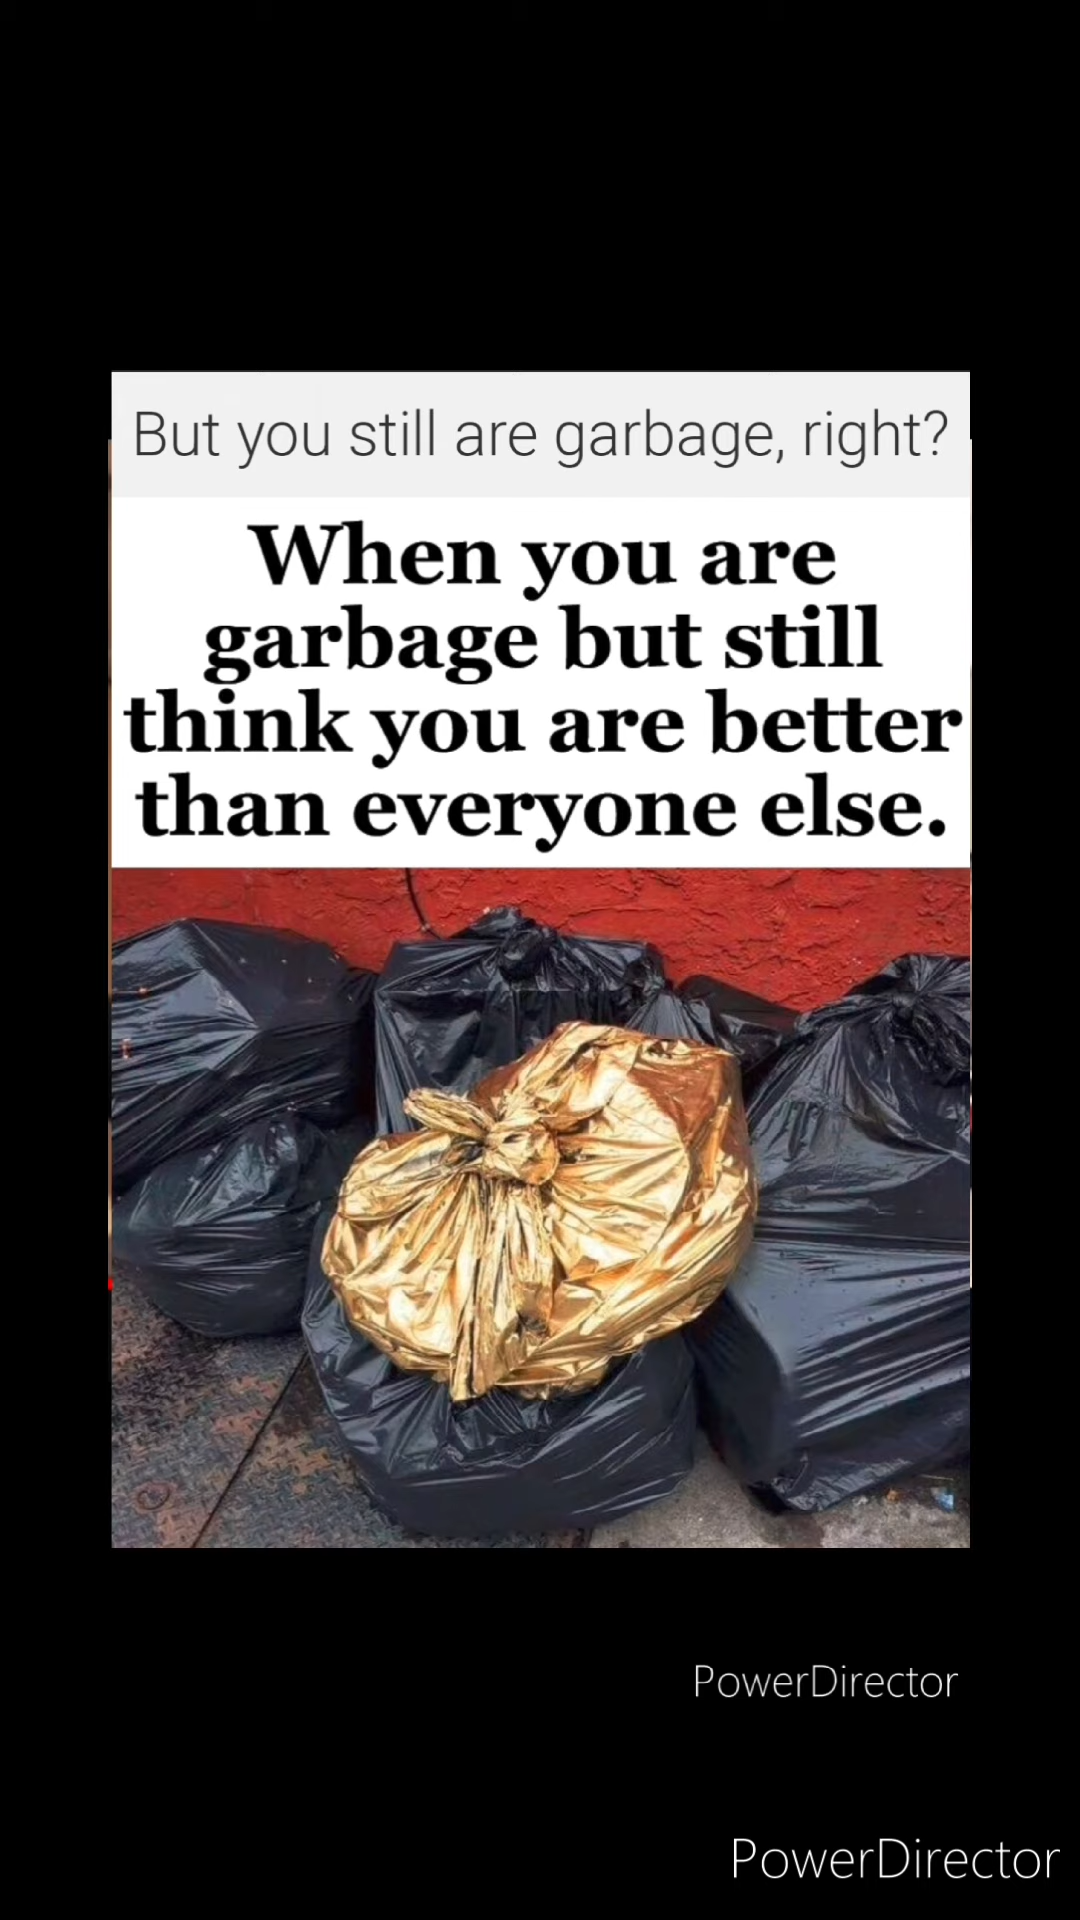 But you still are garbage, right?
When you are
garbage but still
think you are better
than everyone else.
PowerDirector
PowerDirector